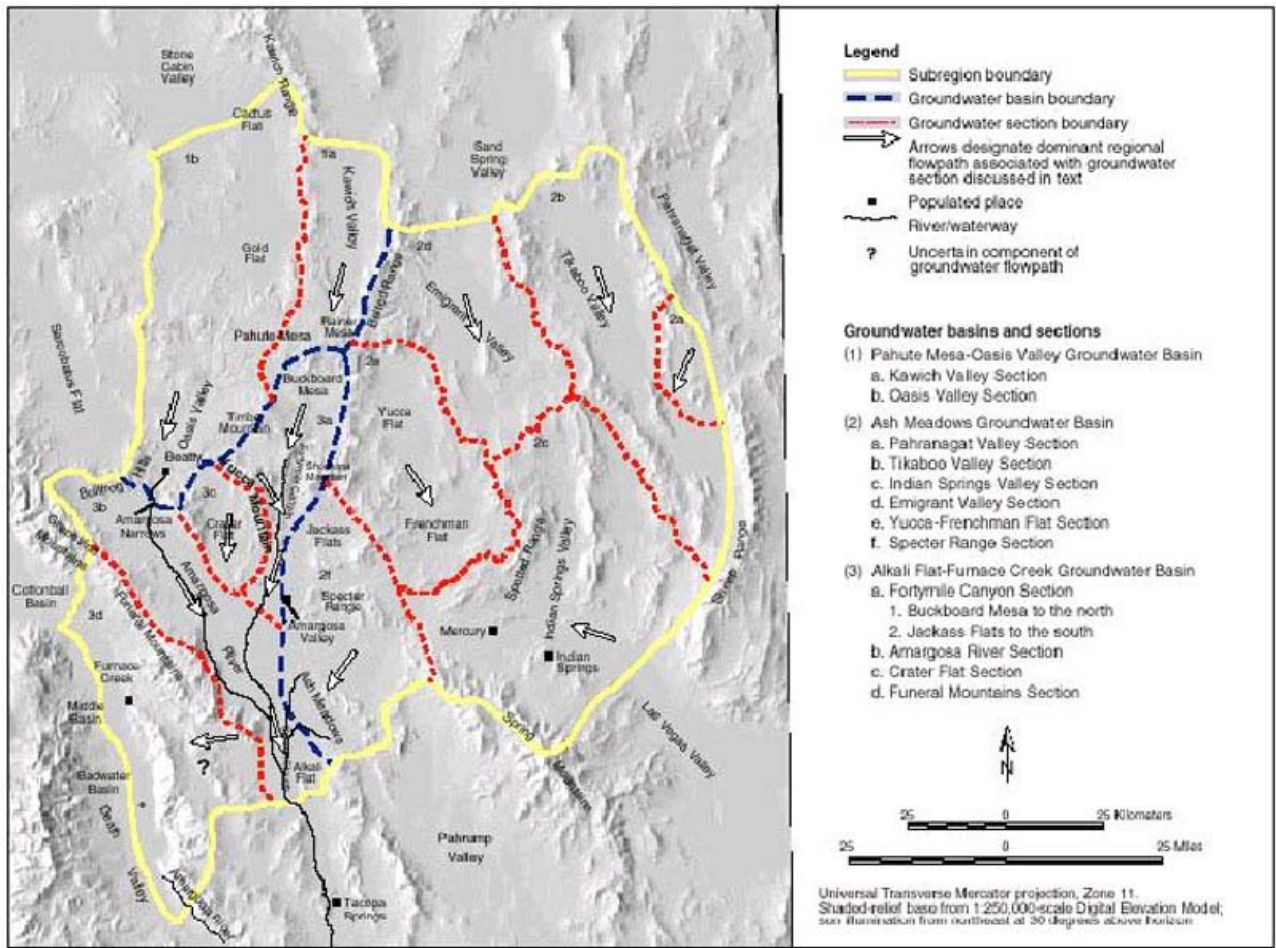 Stone
Cabin
Valley
Kawich Range
Cactus
Flat
1b
1a
Kawich Valley
Sand
Spring
Valley
2b
Pahranagat Valley
2d
Gold
Flat
Tikaboo Valley
Belted Range
Emigrant Valley
2a
Sarcobatus Flat
Pahute Mesa
Rainier
Mesa
2e
Buckboard
Mesa
Oasis Valley
Timber
Mountain
3a
Yucca
Flat
2c
Beatty
Bullfrog Hills
Yucca Mountain
Shoshone
Mountain
3c
3b
Amargosa
Narrows
Crater
Flat
Jackass
Flats
Frenchman
Flat
Grapevine
Mountains
Spotted Range
Indian Springs Valley
Sheep Range
Cottonball
Basin
2f
Specter
Range
3d
Funeral Mountains
Amargosa
River
Amargosa
Valley
Mercury
Indian
Springs
Furnace
Creek
Middle
Basin
Ash Meadows
Spring
Mountains
Las Vegas Valley
?
Alkali
Flat
Badwater
Basin
Death
Valley
Pahrump
Valley
Amargosa River
Tecopa
Springs
Legend
Subregion boundary
Groundwater basin boundary
Groundwater section boundary
Arrows designate dominant regional
flowpath associated with groundwater
section discussed in text
Populated place
River/waterway
? Uncertain component of
groundwater flowpath
Groundwater basins and sections
(1) Pahute Mesa-Oasis Valley Groundwater Basin
a. Kawich Valley Section
b. Oasis Valley Section
(2) Ash Meadows Groundwater Basin
a. Pahranagat Valley Section
b. Tikaboo Valley Section
c. Indian Springs Valley Section
d. Emigrant Valley Section
e. Yucca-Frenchman Flat Section
f. Specter Range Section
(3) Alkali Flat-Furnace Creek Groundwater Basin
a. Fortymile Canyon Section
1. Buckboard Mesa to the north
2. Jackass Flats to the south
b. Amargosa River Section
c. Crater Flat Section
d. Funeral Mountains Section
N
25 0 25 Kilometers
25 0 25 Miles
Universal Transverse Mercator projection, Zone 11.
Shaded-relief base from 1:250,000-scale Digital Elevation Model;
sun illumination from northeast at 30 degrees above horizon